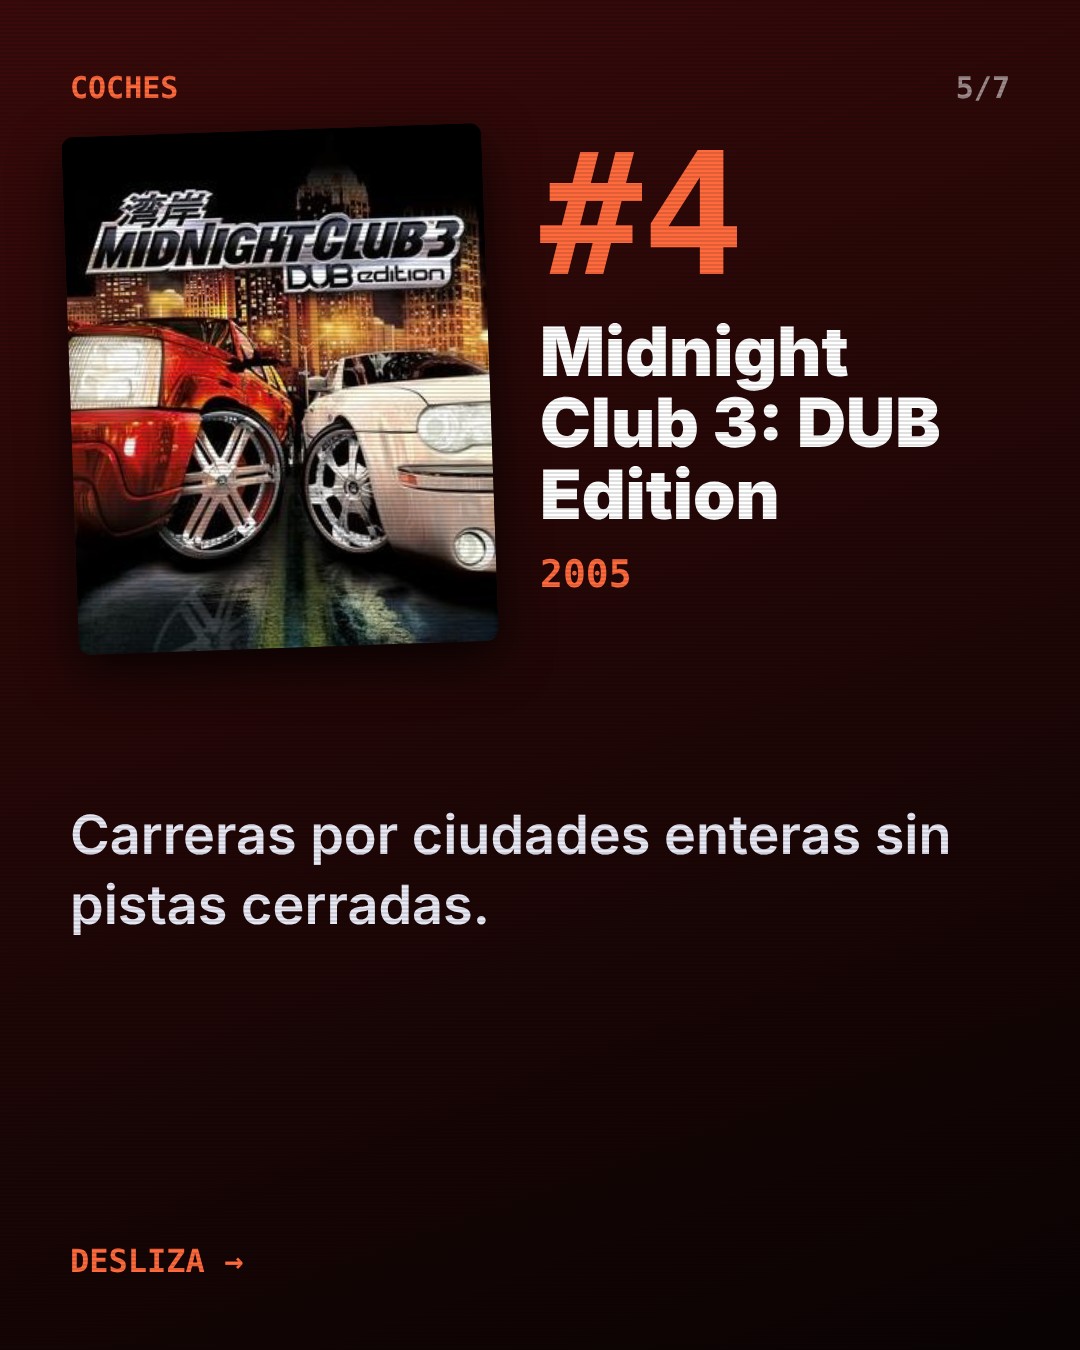 COCHES
5/7
湾岸
MIDNIGHT CLUB 3
DUB edition
#4
Midnight
Club 3: DUB
Edition
2005
Carreras por ciudades enteras sin
pistas cerradas.
DESLIZA →